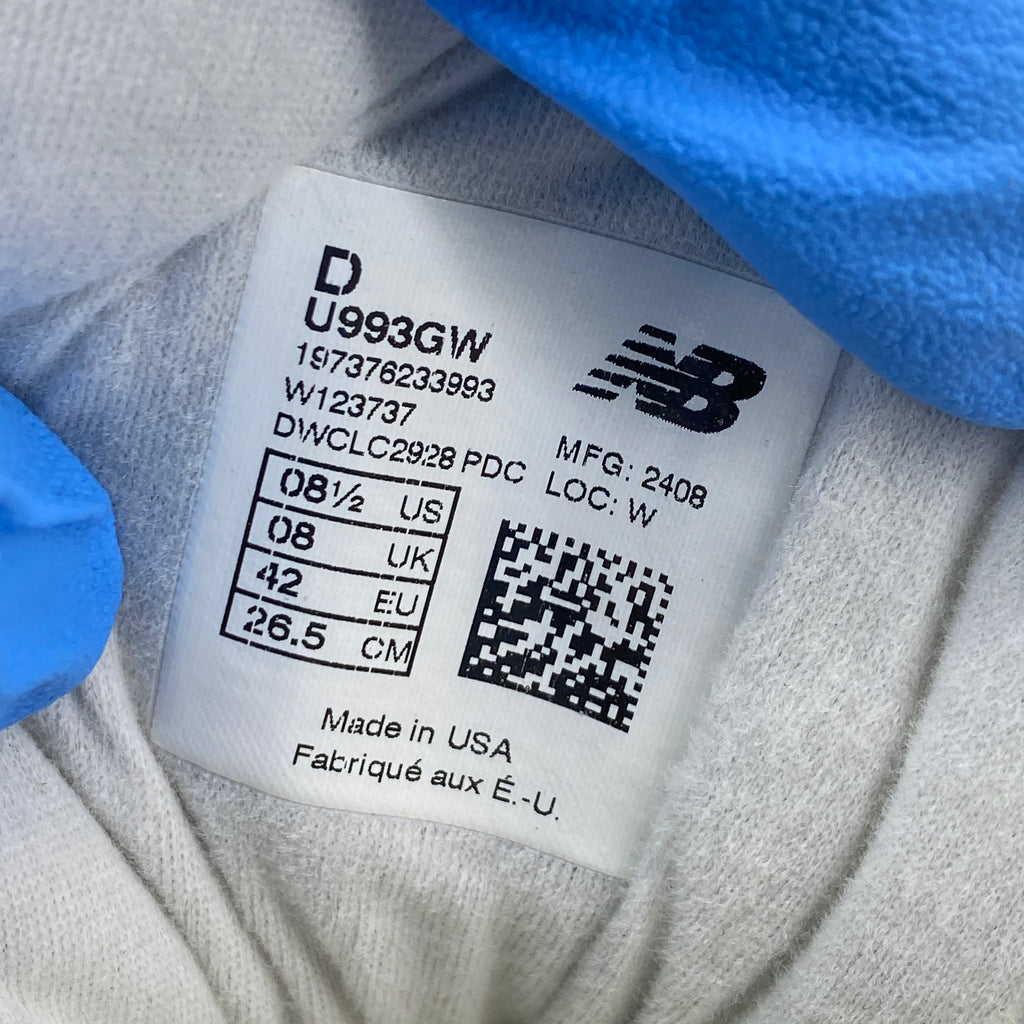 D
U993GW
197376233993
W123737
DWCLC2928 PDC
NB
MFG: 2408
LOC: W
08½ US
08 UK
42 EU
26.5 CM
Made in USA
Fabriqué aux É.-U.